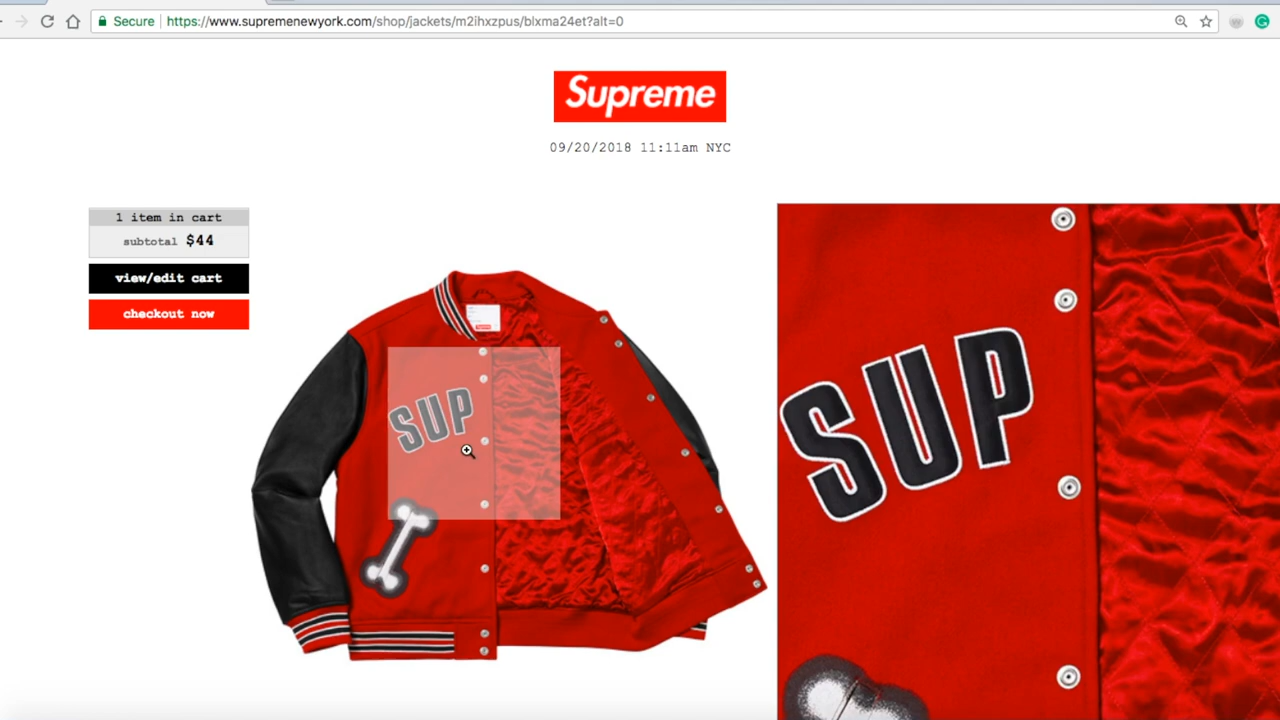 Secure https://www.supremenewyork.com/shop/jackets/m2ihxzpus/blxma24et?alt=0
Supreme
09/20/2018 11:11am NYC
1 item in cart
subtotal $44
view/edit cart
checkout now
Supreme
SUP
SUP